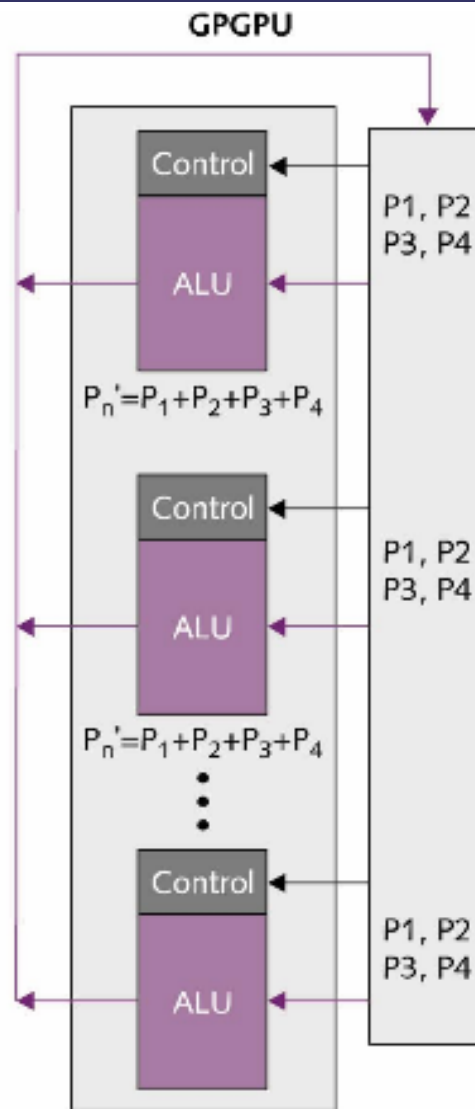 GPGPU
Control
ALU
P1, P2
P3, P4
Pₙ'=P₁+P₂+P₃+P₄
Control
ALU
P1, P2
P3, P4
Pₙ'=P₁+P₂+P₃+P₄
Control
ALU
P1, P2
P3, P4